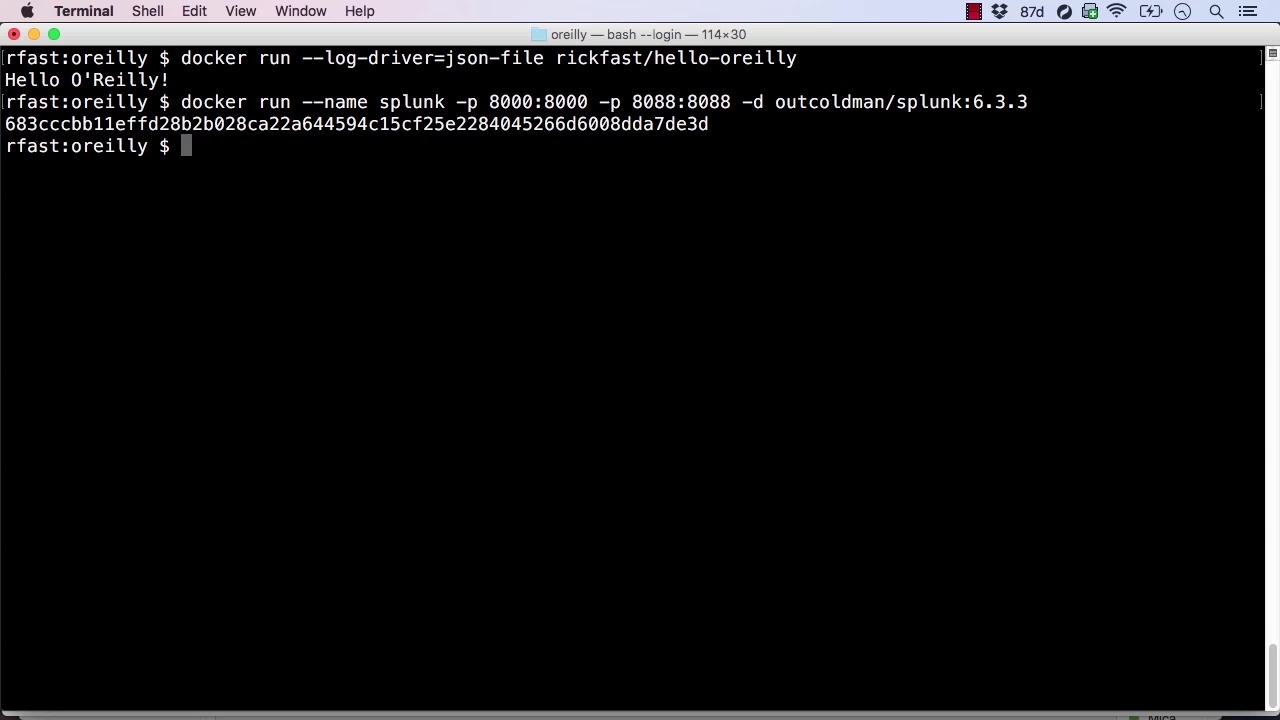 Terminal Shell Edit View Window Help 87d
oreilly — bash --login — 114×30
rfast:oreilly $ docker run --log-driver=json-file rickfast/hello-oreilly
Hello O'Reilly!
rfast:oreilly $ docker run --name splunk -p 8000:8000 -p 8088:8088 -d outcoldman/splunk:6.3.3
683cccbb11effd28b2b028ca22a644594c15cf25e2284045266d6008dda7de3d
rfast:oreilly $